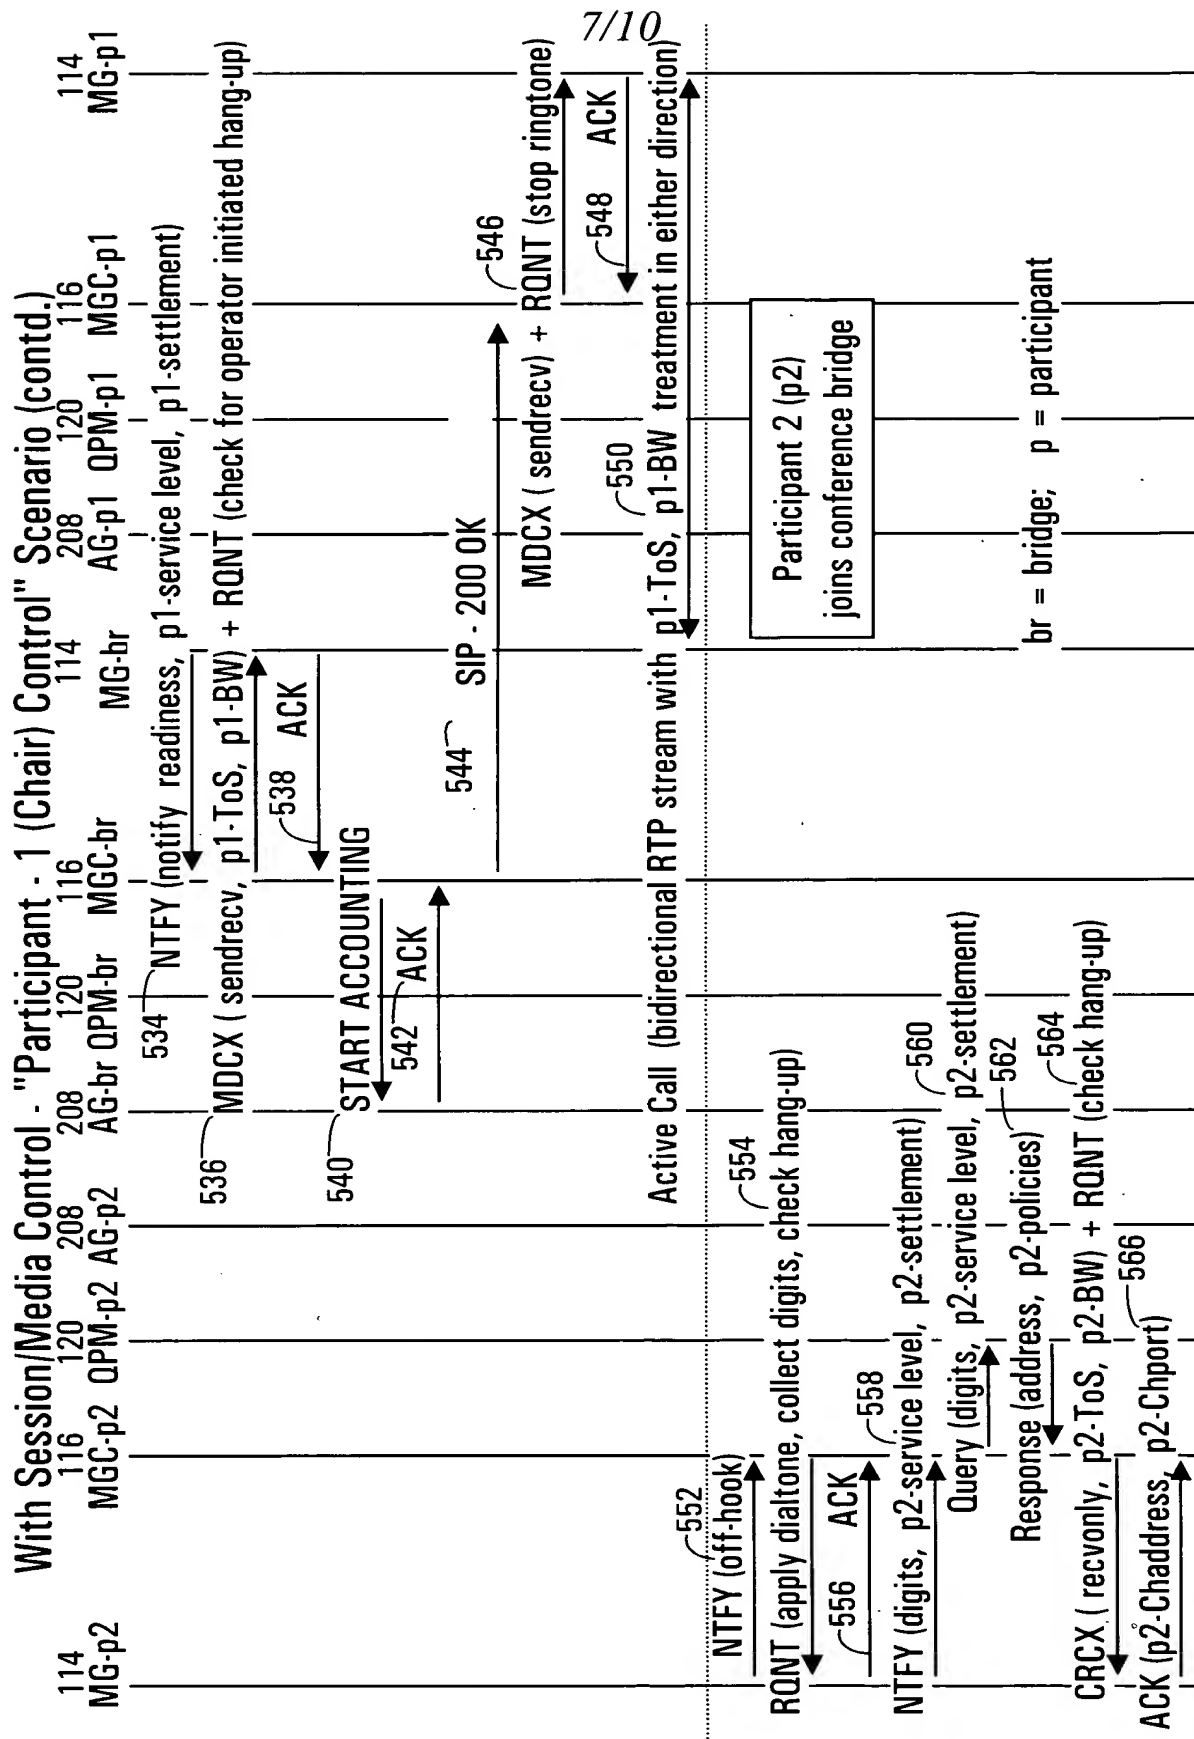 7/10
With Session/Media Control - "Participant - 1 (Chair) Control" Scenario (contd.)
114 116 120 208 208 120 116 114 208 120 116 114
MG-p2 MGC-p2 QPM-p2 AG-p2 AG-br QPM-br MGC-br MG-br AG-p1 QPM-p1 MGC-p1 MG-p1
534 NTFY (notify readiness, p1-service level, p1-settlement)
536 MDCX (sendrecv, p1-ToS, p1-BW) + RQNT (check for operator initiated hang-up)
538 ACK
540 START ACCOUNTING
542 ACK
544 SIP - 200 OK
MDCX (sendrecv) + RQNT (stop ringtone) 546
548 ACK
550
Active Call (bidirectional RTP stream with p1-ToS, p1-BW treatment in either direction)
552
NTFY (off-hook)
Participant 2 (p2)
joins conference bridge
554
RQNT (apply dialtone, collect digits, check hang-up)
556 ACK
558
NTFY (digits, p2-service level, p2-settlement)
560
Query (digits, p2-service level, p2-settlement)
562
Response (address, p2-policies)
br = bridge; p = participant
564
CRCX (recvonly, p2-ToS, p2-BW) + RQNT (check hang-up)
566
ACK (p2-Chaddress, p2-Chport)